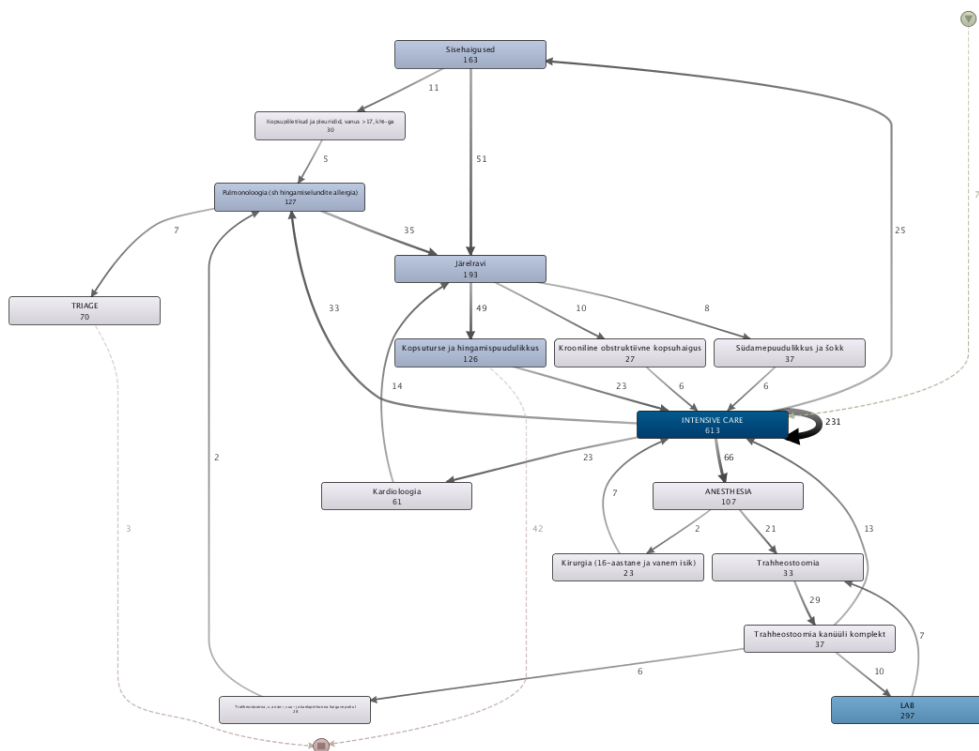 Sisehaigused
163
11
Kopsupõletikud ja pleuriidid, vanus >17, kht-ga
30
5
51
25
7
Pulmonoloogia (sh hingamiselundite allergia)
127
7
35
Järelravi
193
TRIAGE
70
33
49
10
8
Kopsuturse ja hingamispuudulikkus
126
Krooniline obstruktiivne kopsuhaigus
27
Südamepuudulikkus ja šokk
37
14
23
6
6
INTENSIVE CARE
613
231
23
66
Kardioloogia
61
7
ANESTHESIA
107
2
3
42
2
21
13
Kirurgia (16-aastane ja vanem isik)
23
Trahheostoomia
33
29
7
Trahheostoomia kanüüli komplekt
37
6
10
LAB
297